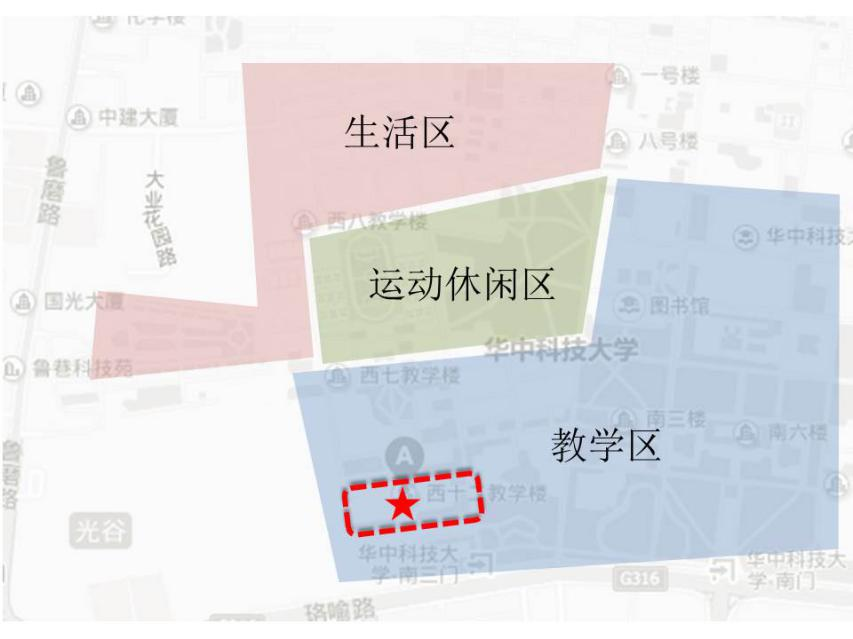 化学楼
一号楼
中建大厦
生活区
八号楼
鲁磨路
大业花园路
西八教学楼
华中科技
国光大厦
运动休闲区
图书馆
华中科技大学
鲁巷科技苑
西七教学楼
南三楼
南六楼
教学区
A
鲁磨路
西十二教学楼
光谷
华中科技大
学-南三门
G316
华中科技大
学-南门
珞喻路